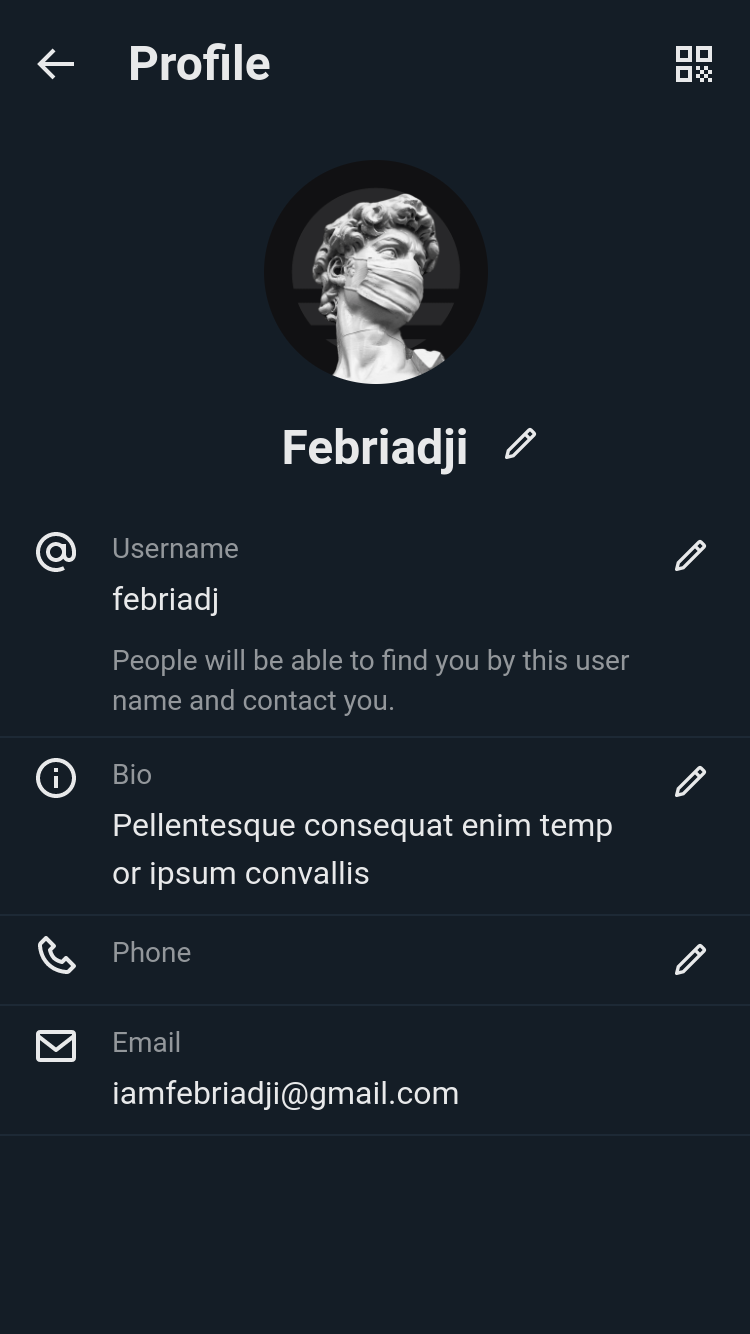 Profile
Febriadji
Username
febriadj
People will be able to find you by this user
name and contact you.
Bio
Pellentesque consequat enim temp
or ipsum convallis
Phone
Email
iamfebriadji@gmail.com